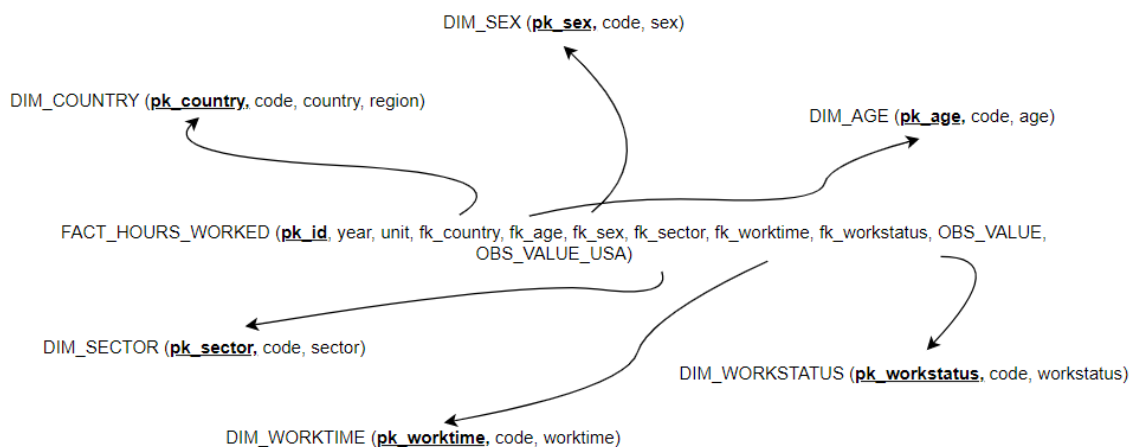 DIM_SEX (pk_sex, code, sex)
DIM_COUNTRY (pk_country, code, country, region)
DIM_AGE (pk_age, code, age)
FACT_HOURS_WORKED (pk_id, year, unit, fk_country, fk_age, fk_sex, fk_sector, fk_worktime, fk_workstatus, OBS_VALUE,
OBS_VALUE_USA)
DIM_SECTOR (pk_sector, code, sector)
DIM_WORKSTATUS (pk_workstatus, code, workstatus)
DIM_WORKTIME (pk_worktime, code, worktime)